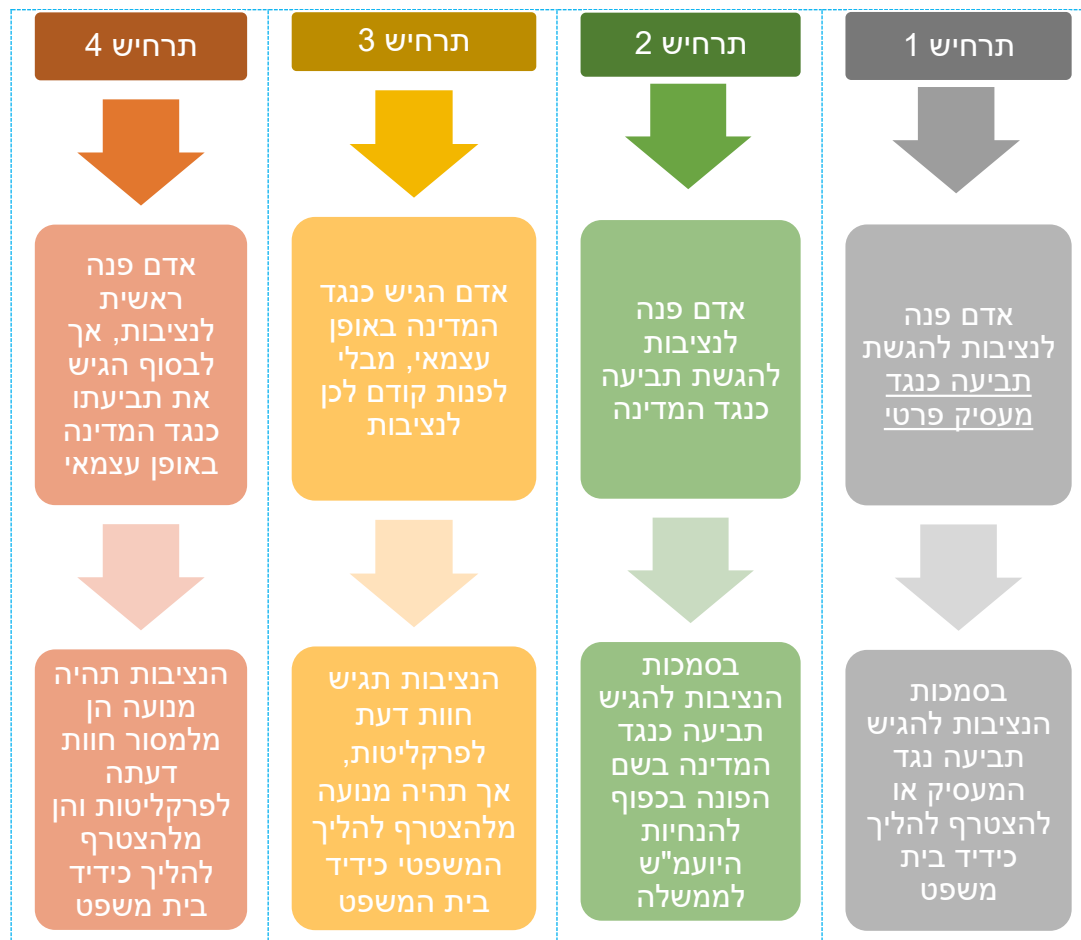 תרחיש 1
אדם פנה
לנציבות להגשת
תביעה כנגד
מעסיק פרטי
בסמכות
הנציבות להגיש
תביעה נגד
המעסיק או
להצטרף להליך
כידיד בית
משפט
תרחיש 2
אדם פנה
לנציבות
להגשת תביעה
כנגד המדינה
בסמכות
הנציבות להגיש
תביעה כנגד
המדינה בשם
הפונה בכפוף
להנחיות
היועמ"ש
לממשלה
תרחיש 3
אדם הגיש כנגד
המדינה באופן
עצמאי, מבלי
לפנות קודם לכן
לנציבות
הנציבות תגיש
חוות דעת
לפרקליטות,
אך תהיה מנועה
מלהצטרף להליך
המשפטי כידיד
בית המשפט
תרחיש 4
אדם פנה
ראשית
לנציבות, אך
לבסוף הגיש
את תביעתו
כנגד המדינה
באופן עצמאי
הנציבות תהיה
מנועה הן
מלמסור חוות
דעתה
לפרקליטות והן
מלהצטרף
להליך כידיד
בית משפט